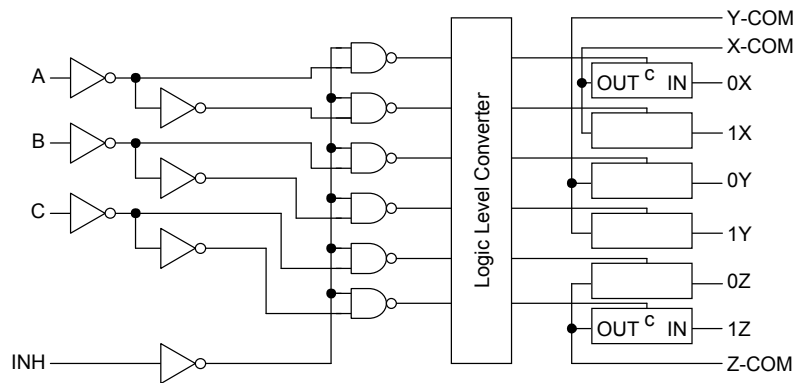 Y-COM
X-COM
A
OUT C IN
0X
1X
B
0Y
C
1Y
0Z
OUT C IN
1Z
INH
Z-COM
Logic Level Converter